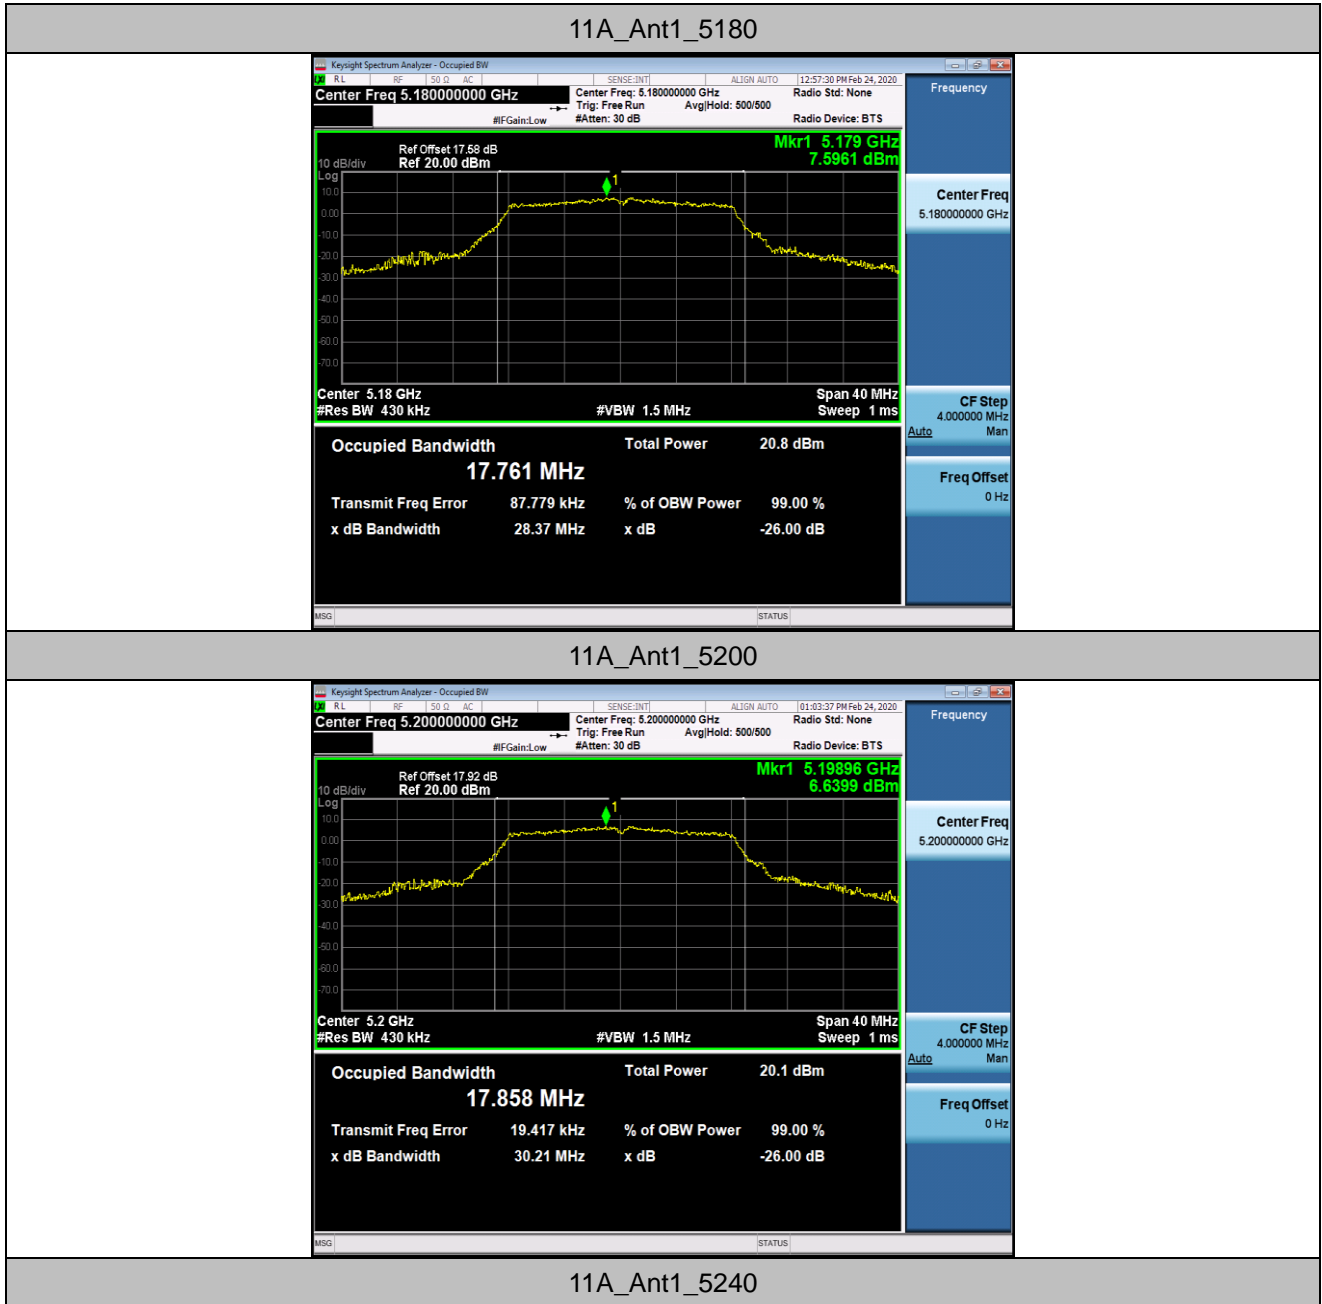 11A_Ant1_5180
Keysight Spectrum Analyzer - Occupied BW
RL RF 50 Ω AC SENSE:INT ALIGN AUTO 12:57:30 PM Feb 24, 2020
Center Freq 5.180000000 GHz
Center Freq: 5.180000000 GHz Radio Std: None
Trig: Free Run Avg|Hold: 500/500
#IFGain:Low #Atten: 30 dB Radio Device: BTS
Frequency
Mkr1 5.179 GHz
7.5961 dBm
Ref Offset 17.58 dB
10 dB/div Ref 20.00 dBm
Log
1
10.0
0.00
-10.0
-20.0
-30.0
-40.0
-50.0
-60.0
-70.0
Center 5.18 GHz Span 40 MHz
#Res BW 430 kHz #VBW 1.5 MHz Sweep 1 ms
Center Freq
5.180000000 GHz
CF Step
4.000000 MHz
Auto Man
Freq Offset
0 Hz
Occupied Bandwidth Total Power 20.8 dBm
17.761 MHz
Transmit Freq Error 87.779 kHz % of OBW Power 99.00 %
x dB Bandwidth 28.37 MHz x dB -26.00 dB
MSG STATUS
11A_Ant1_5200
Keysight Spectrum Analyzer - Occupied BW
RL RF 50 Ω AC SENSE:INT ALIGN AUTO 01:03:37 PM Feb 24, 2020
Center Freq 5.200000000 GHz
Center Freq: 5.200000000 GHz Radio Std: None
Trig: Free Run Avg|Hold: 500/500
#IFGain:Low #Atten: 30 dB Radio Device: BTS
Frequency
Mkr1 5.19896 GHz
6.6399 dBm
Ref Offset 17.92 dB
10 dB/div Ref 20.00 dBm
Log
1
10.0
0.00
-10.0
-20.0
-30.0
-40.0
-50.0
-60.0
-70.0
Center 5.2 GHz Span 40 MHz
#Res BW 430 kHz #VBW 1.5 MHz Sweep 1 ms
Center Freq
5.200000000 GHz
CF Step
4.000000 MHz
Auto Man
Freq Offset
0 Hz
Occupied Bandwidth Total Power 20.1 dBm
17.858 MHz
Transmit Freq Error 19.417 kHz % of OBW Power 99.00 %
x dB Bandwidth 30.21 MHz x dB -26.00 dB
MSG STATUS
11A_Ant1_5240